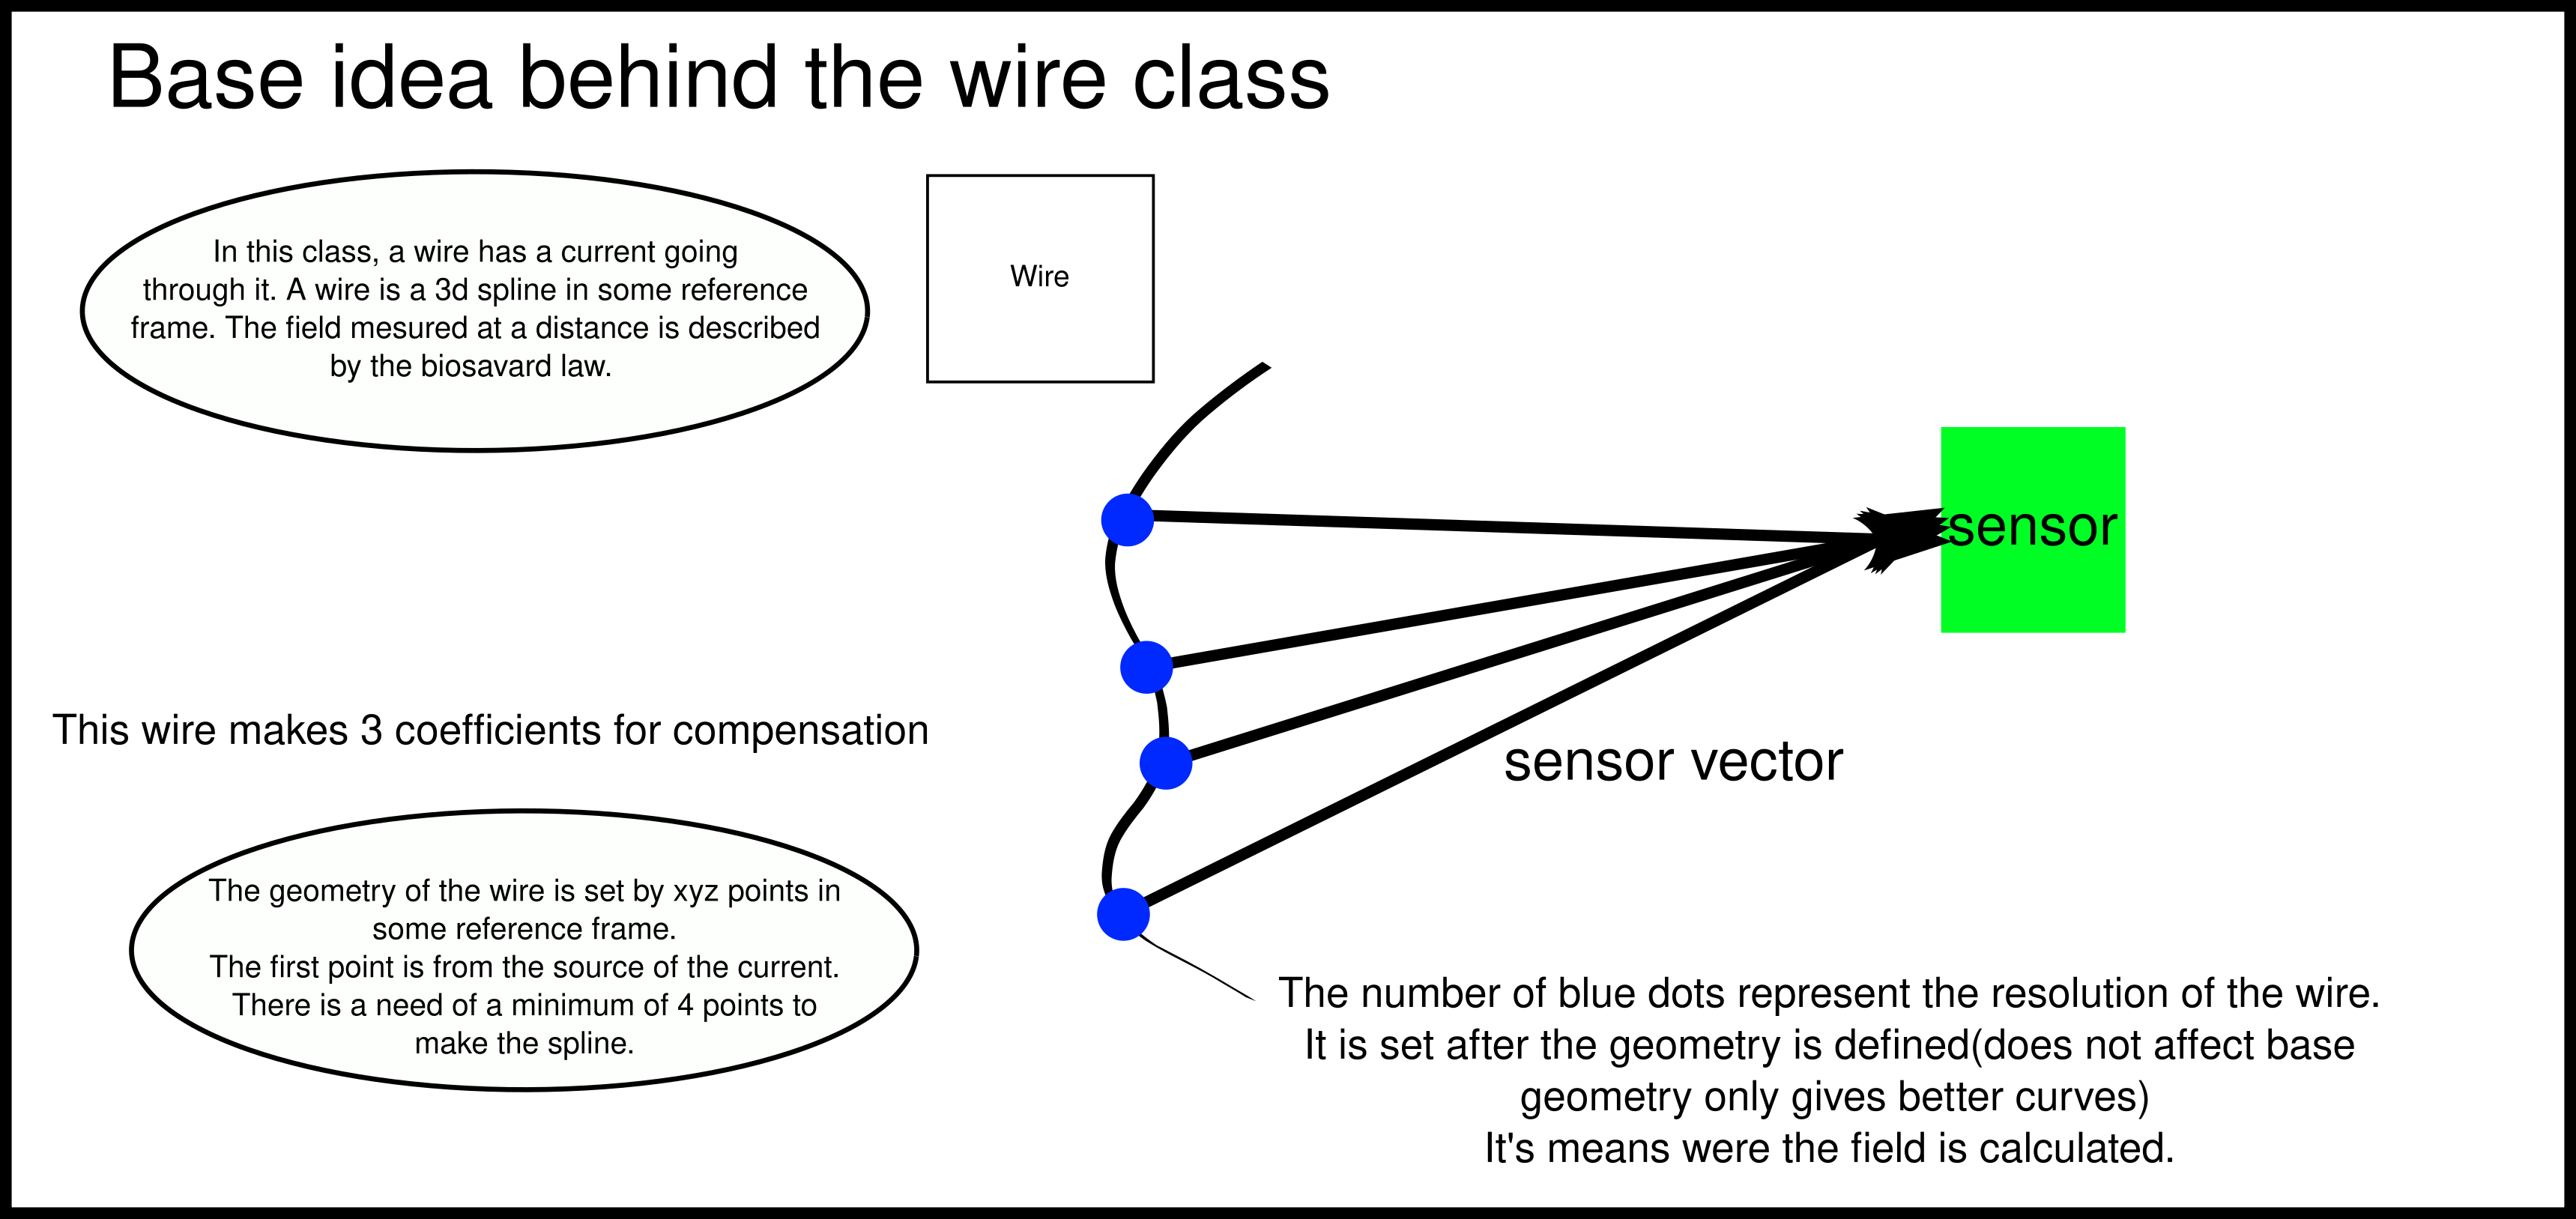 Base idea behind the wire class
In this class, a wire has a current going
through it. A wire is a 3d spline in some reference
frame. The field mesured at a distance is described
by the biosavard law.
Wire
sensor
This wire makes 3 coefficients for compensation
sensor vector
The geometry of the wire is set by xyz points in
some reference frame.
The first point is from the source of the current.
There is a need of a minimum of 4 points to
make the spline.
The number of blue dots represent the resolution of the wire.
It is set after the geometry is defined(does not affect base
geometry only gives better curves)
It's means were the field is calculated.